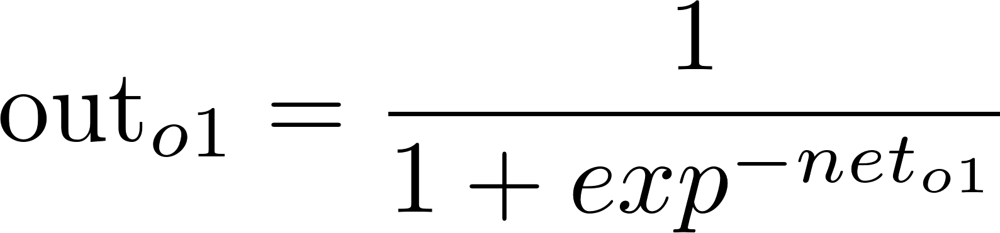 out_{o1} = \frac{1}{1 + exp^{-net_{o1}}}